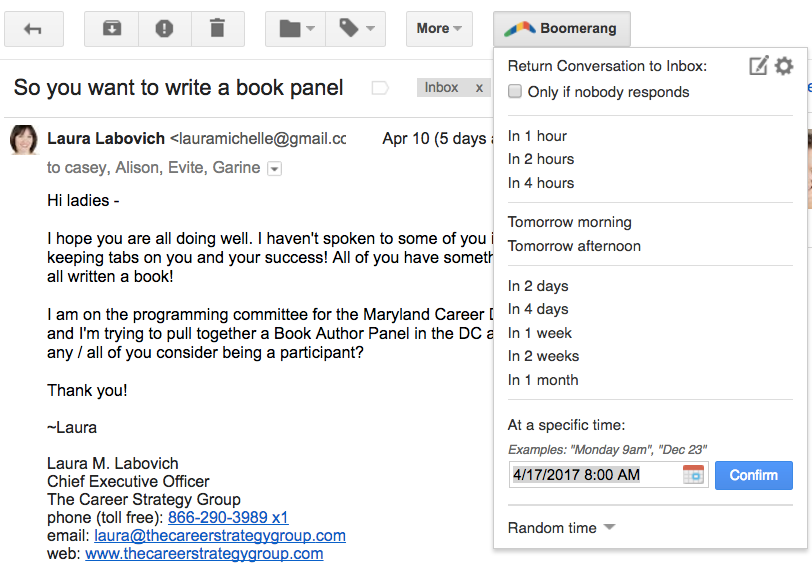 More
Boomerang
So you want to write a book panel
Inbox x
Laura Labovich <lauramichelle@gmail.cc
Apr 10 (5 days
to casey, Alison, Evite, Garine
Hi ladies -
I hope you are all doing well. I haven't spoken to some of you
keeping tabs on you and your success! All of you have
all written a book!
I am on the programming committee for the Maryland Career
and I'm trying to pull together a Book Author Panel in the DC
any / all of you consider being a participant?
Thank you!
~Laura
Laura M. Labovich
Chief Executive Officer
The Career Strategy Group
phone (toll free): 866-290-3989 x1
email: laura@thecareerstrategygroup.com
web: www.thecareerstrategygroup.com
Return Conversation to Inbox:
Only if nobody responds
In 1 hour
In 2 hours
In 4 hours
Tomorrow morning
Tomorrow afternoon
In 2 days
In 4 days
In 1 week
In 2 weeks
In 1 month
At a specific time:
Examples: "Monday 9am", "Dec 23"
4/17/2017 8:00 AM
Confirm
Random time